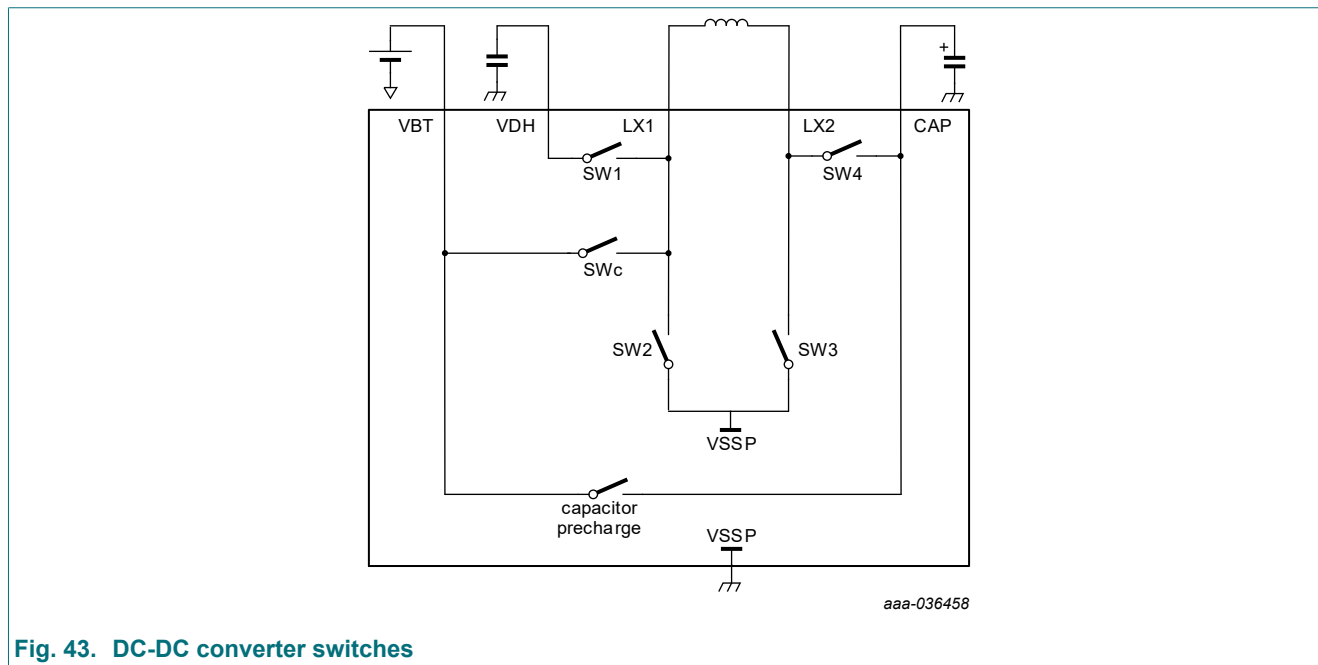 +
VBT VDH LX1 LX2 CAP
SW1
SW4
SWc
SW2
SW3
VSSP
capacitor
precharge
VSSP
aaa-036458
Fig. 43. DC-DC converter switches